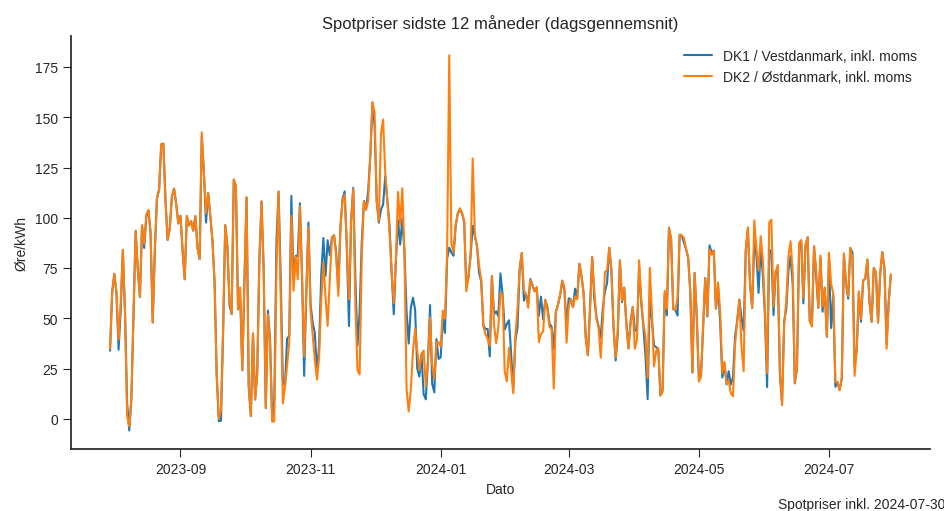 Spotpriser sidste 12 måneder (dagsgennemsnit)
DK1 / Vestdanmark, inkl. moms
DK2 / Østdanmark, inkl. moms
Øre/kWh
175
150
125
100
75
50
25
0
2023-09 2023-11 2024-01 2024-03 2024-05 2024-07
Dato
Spotpriser inkl. 2024-07-30